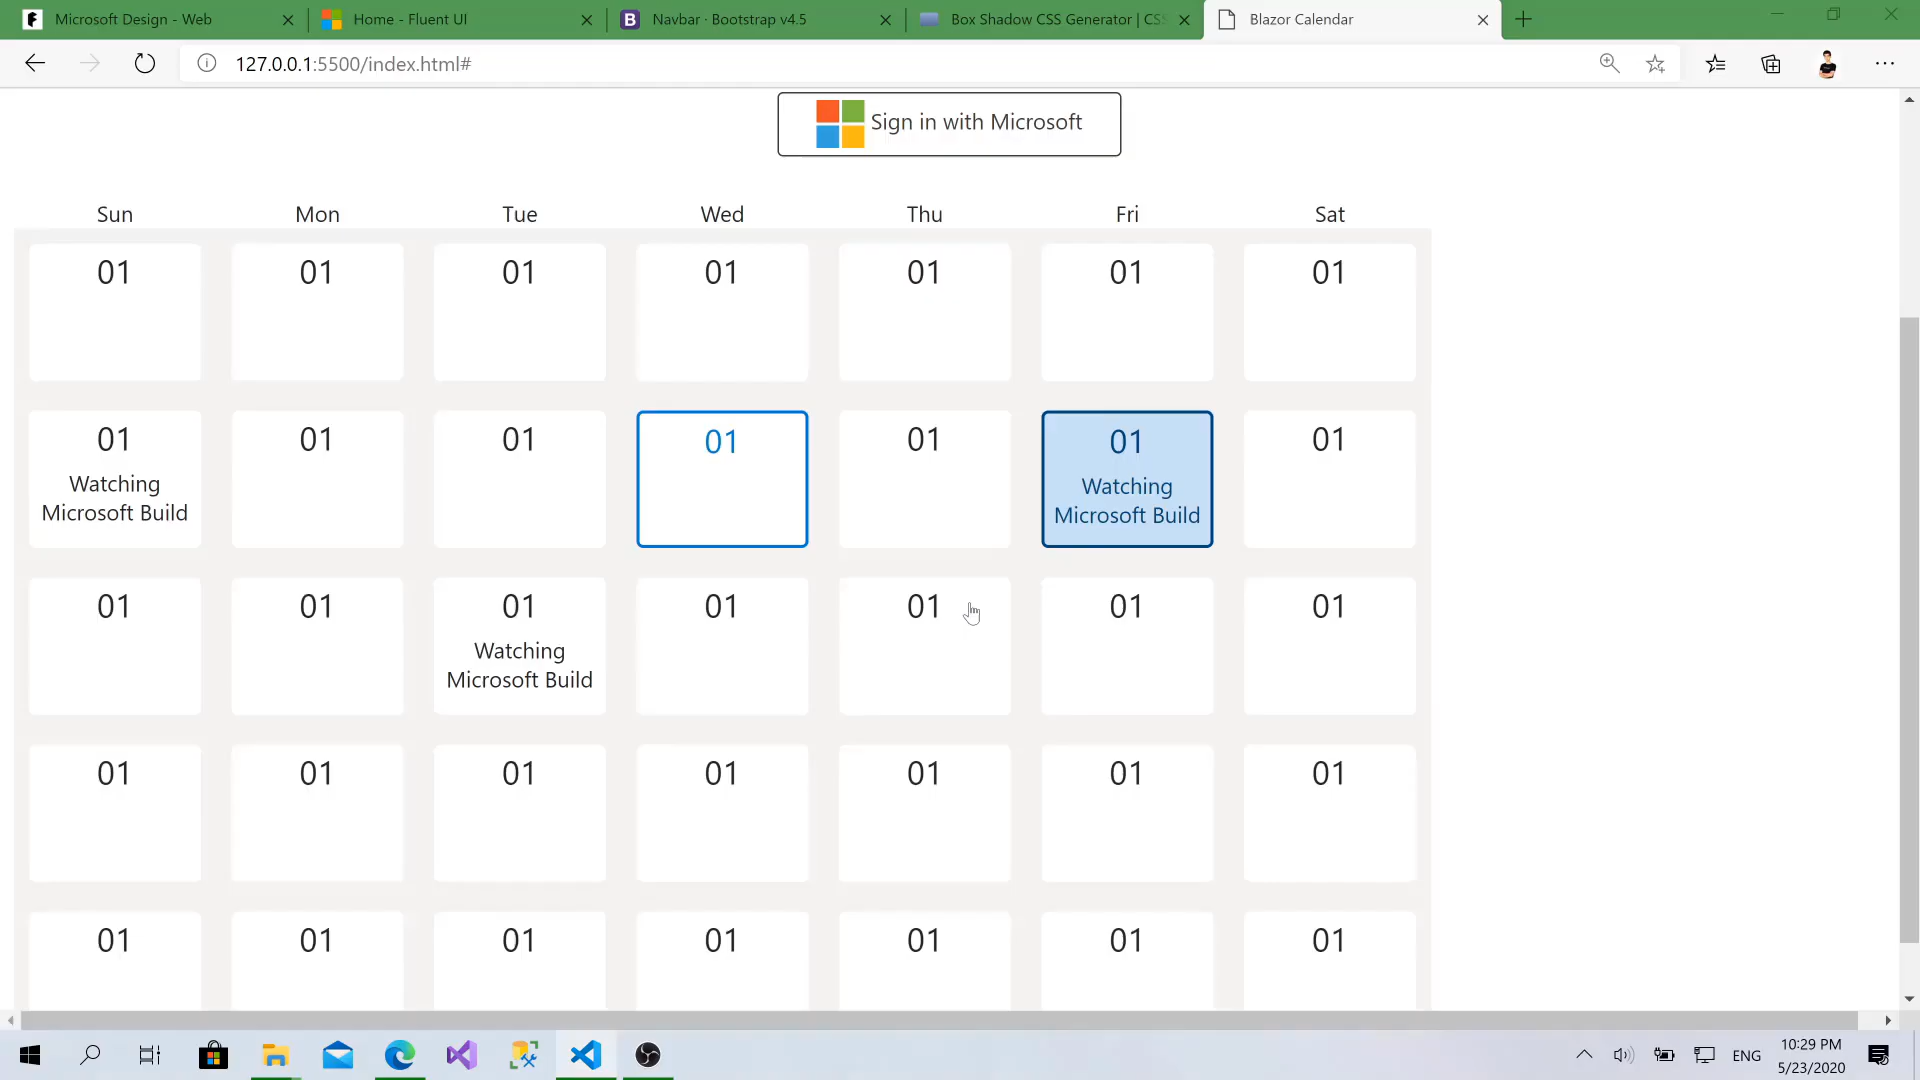 Microsoft Design - Web
Home - Fluent UI
B Navbar · Bootstrap v4.5
Box Shadow CSS Generator | CSS
Blazor Calendar
127.0.0.1:5500/index.html#
Sign in with Microsoft
Sun Mon Tue Wed Thu Fri Sat
01 01 01 01 01 01 01
01 01 01 01 01 01 01
Watching
Microsoft Build
Watching
Microsoft Build
01 01 01 01 01 01 01
Watching
Microsoft Build
01 01 01 01 01 01 01
01 01 01 01 01 01 01
ENG
10:29 PM
5/23/2020